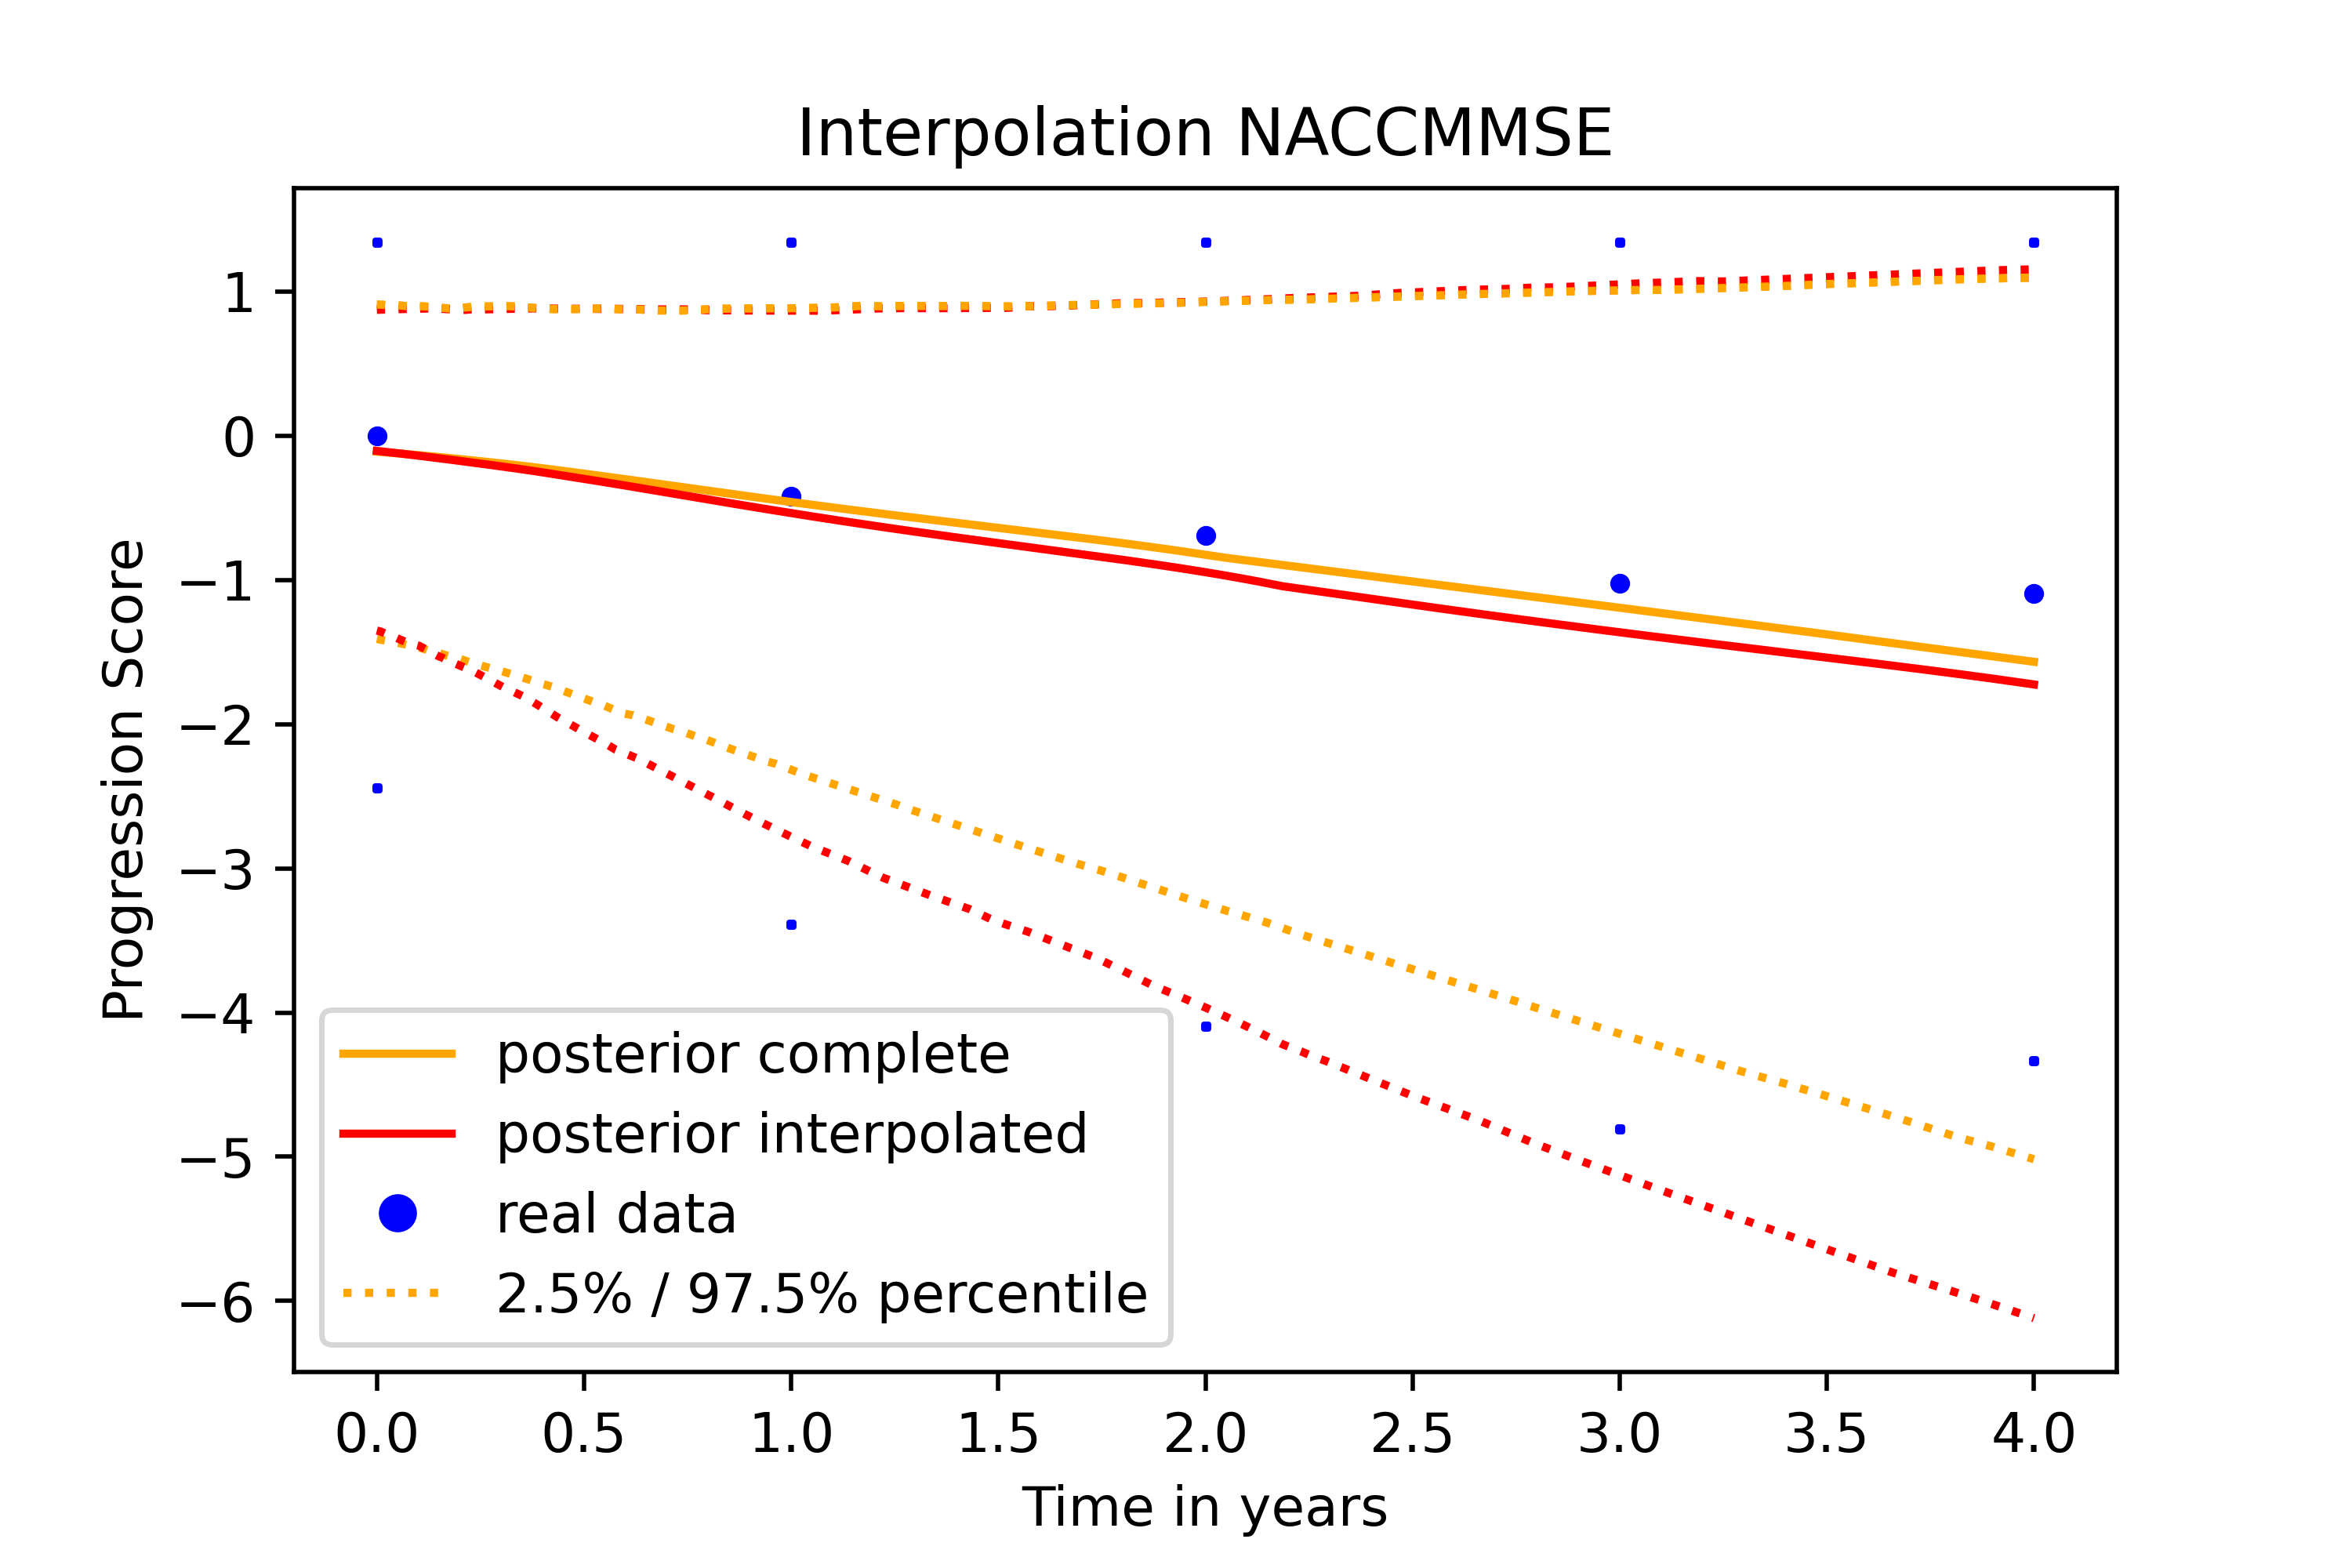 Interpolation NACCMMSE
Progression Score
1
0
−1
−2
−3
−4
−5
−6
posterior complete
posterior interpolated
real data
2.5% / 97.5% percentile
0.0 0.5 1.0 1.5 2.0 2.5 3.0 3.5 4.0
Time in years